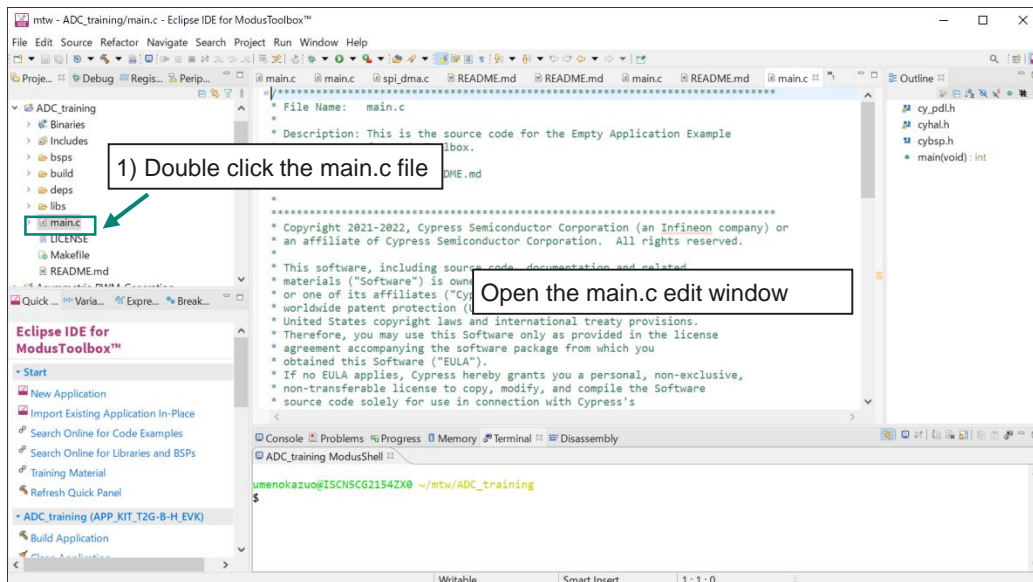 mtw - ADC_training/main.c - Eclipse IDE for ModusToolbox™
File Edit Source Refactor Navigate Search Project Run Window Help
Proje... Debug Regis... Perip...
main.c main.c spi_dma.c README.md README.md main.c README.md main.c
Outline
ADC_training
Binaries
Includes
bsps
build
deps
libs
main.c
LICENSE
Makefile
README.md
1) Double click the main.c file
/*******************************************************************************
* File Name: main.c
*
* Description: This is the source code for the Empty Application Example
lbox.
DME.md
*
*******************************************************************************
* Copyright 2021-2022, Cypress Semiconductor Corporation (an Infineon company) or
* an affiliate of Cypress Semiconductor Corporation. All rights reserved.
*
* This software, including source code, documentation and related
* materials ("Software") is owne
* or one of its affiliates ("Cyp
* worldwide patent protection (U
* United States copyright laws and international treaty provisions.
* Therefore, you may use this Software only as provided in the license
* agreement accompanying the software package from which you
* obtained this Software ("EULA").
* If no EULA applies, Cypress hereby grants you a personal, non-exclusive,
* non-transferable license to copy, modify, and compile the Software
* source code solely for use in connection with Cypress's
Open the main.c edit window
cy_pdl.h
cyhal.h
cybsp.h
main(void) : int
Quick ... Varia... Expre... Break...
Eclipse IDE for
ModusToolbox™
Start
New Application
Import Existing Application In-Place
Search Online for Code Examples
Search Online for Libraries and BSPs
Training Material
Refresh Quick Panel
ADC_training (APP_KIT_T2G-B-H_EVK)
Build Application
Console Problems Progress Memory Terminal Disassembly
ADC_training ModusShell
umenokazuo@ISCN5CG2154ZX0 ~/mtw/ADC_training
$
Writable Smart Insert 1 : 1 : 0